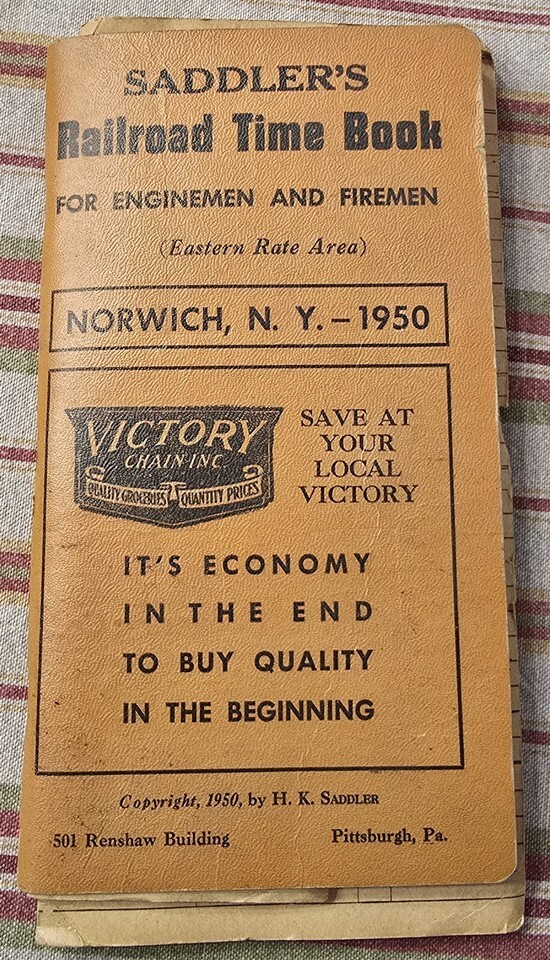 SADDLER'S
Railroad Time Book
FOR ENGINEMEN AND FIREMEN
(Eastern Rate Area)
NORWICH, N. Y. – 1950
VICTORY
CHAIN INC.
QUALITY GROCERIES QUANTITY PRICES
SAVE AT
YOUR
LOCAL
VICTORY
IT'S ECONOMY
IN THE END
TO BUY QUALITY
IN THE BEGINNING
Copyright, 1950, by H. K. SADDLER
501 Renshaw Building Pittsburgh, Pa.